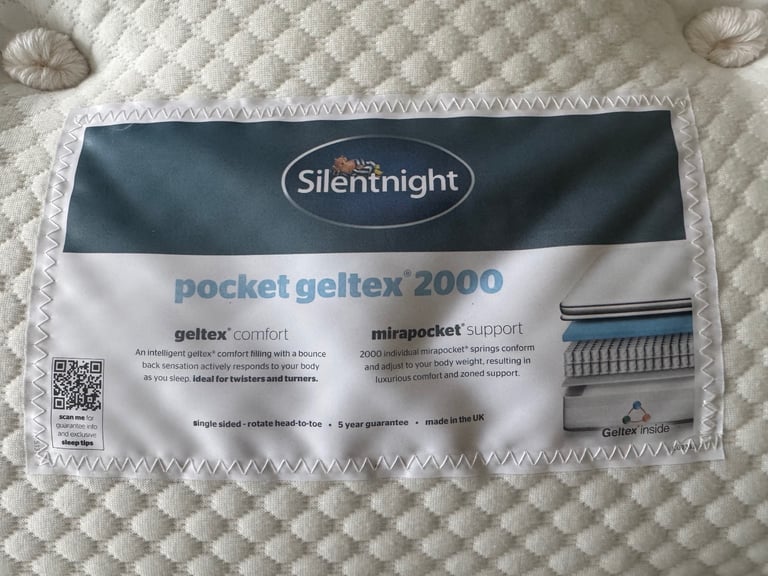 Silentnight
pocket geltex® 2000
geltex® comfort
An intelligent geltex® comfort filling with a bounce
back sensation actively responds to your body
as you sleep. ideal for twisters and turners.
mirapocket® support
2000 individual mirapocket® springs conform
and adjust to your body weight, resulting in
luxurious comfort and zoned support.
scan me for
guarantee info
and exclusive
sleep tips
single sided - rotate head-to-toe • 5 year guarantee • made in the UK
Geltex® inside